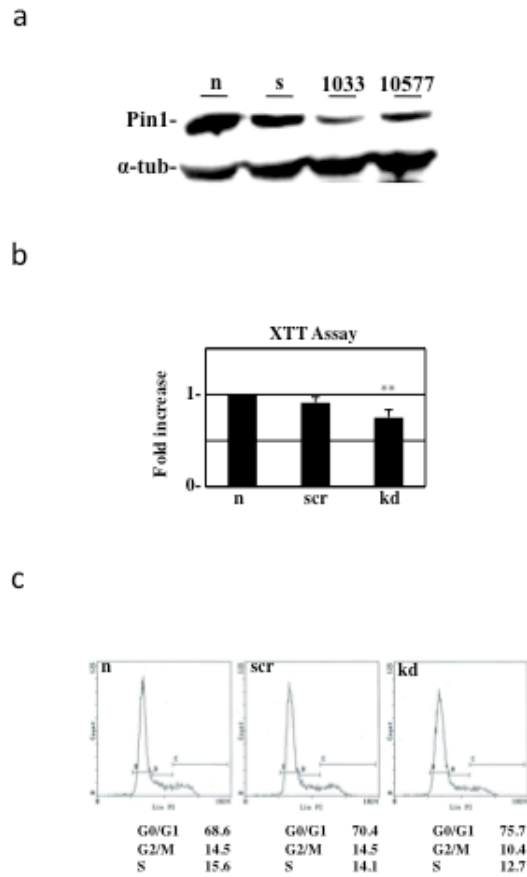 a
n s 1033 10577
Pin1-
α-tub-
b
XTT Assay
**
1-
Fold increase
0-
n scr kd
c
n scr kd
G0/G1 68.6 G0/G1 70.4 G0/G1 75.7
G2/M 14.5 G2/M 14.5 G2/M 10.4
S 15.6 S 14.1 S 12.7